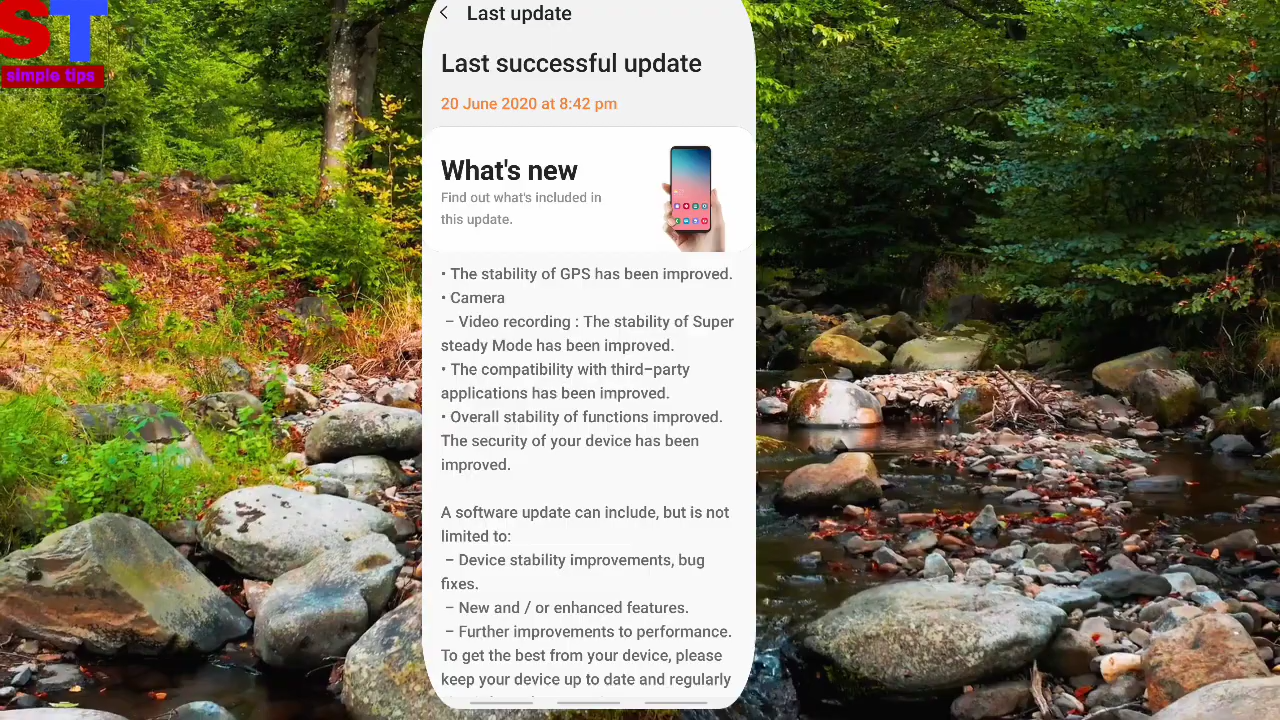 ST
simple tips
Last update
Last successful update
20 June 2020 at 8:42 pm
What's new
Find out what's included in
this update.
• The stability of GPS has been improved.
• Camera
– Video recording : The stability of Super
steady Mode has been improved.
• The compatibility with third-party
applications has been improved.
• Overall stability of functions improved.
The security of your device has been
improved.
A software update can include, but is not
limited to:
– Device stability improvements, bug
fixes.
– New and / or enhanced features.
– Further improvements to performance.
To get the best from your device, please
keep your device up to date and regularly